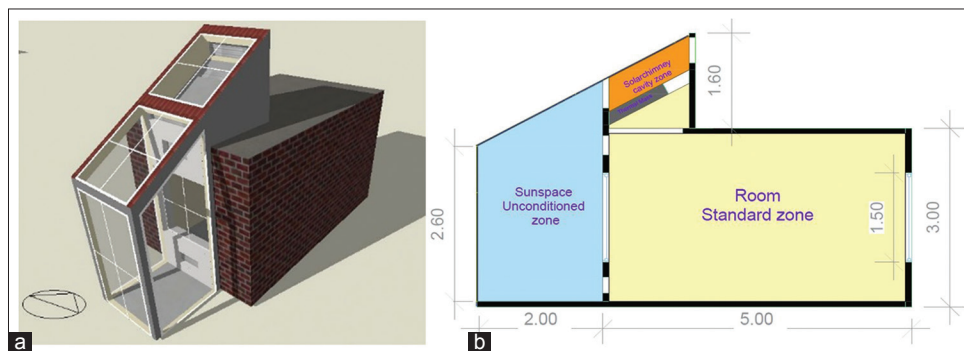 a
b
Solarchimney
cavity zone
Sunspace
Unconditioned
zone
Room
Standard zone
1.60
2.60
1.50
3.00
2.00
5.00